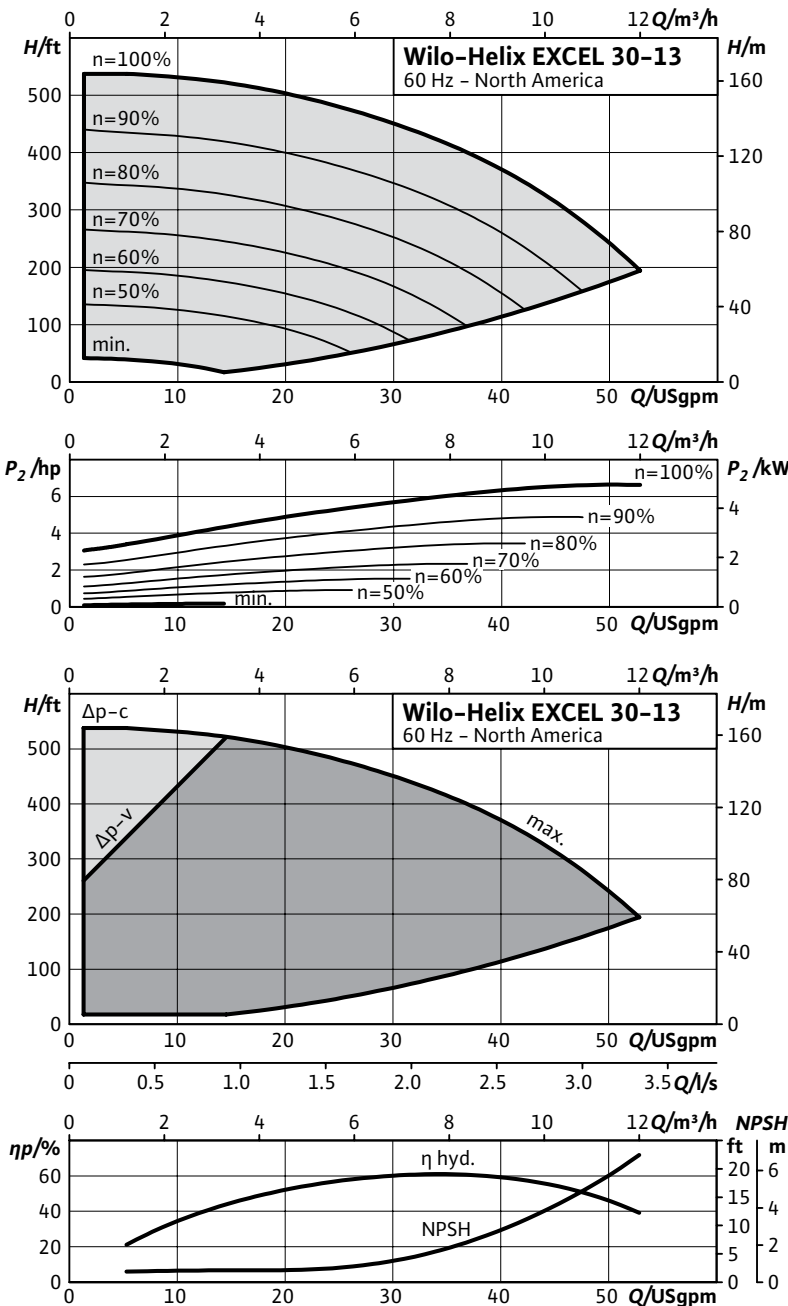 0 2 4 6 8 10 12 Q/m³/h
H/ft H/m
Wilo-Helix EXCEL 30-13
60 Hz – North America
n=100%
n=90%
n=80%
n=70%
n=60%
n=50%
min.
500
400
300
200
100
0
160
120
80
40
0
0 10 20 30 40 50 Q/USgpm
0 2 4 6 8 10 12 Q/m³/h
P₂ /hp P₂ /kW
n=100%
n=90%
n=80%
n=70%
n=60%
n=50%
min.
6
4
2
0
4
2
0
0 10 20 30 40 50 Q/USgpm
0 2 4 6 8 10 12 Q/m³/h
H/ft H/m
Wilo-Helix EXCEL 30-13
60 Hz – North America
Δp-c
Δp-v
max.
500
400
300
200
100
0
160
120
80
40
0
0 10 20 30 40 50 Q/USgpm
0 0.5 1.0 1.5 2.0 2.5 3.0 3.5 Q/l/s
0 2 4 6 8 10 12 Q/m³/h NPSH
ηp/% ft m
η hyd.
NPSH
60
40
20
0
20
15
10
5
0
6
4
2
0
0 10 20 30 40 50 Q/USgpm